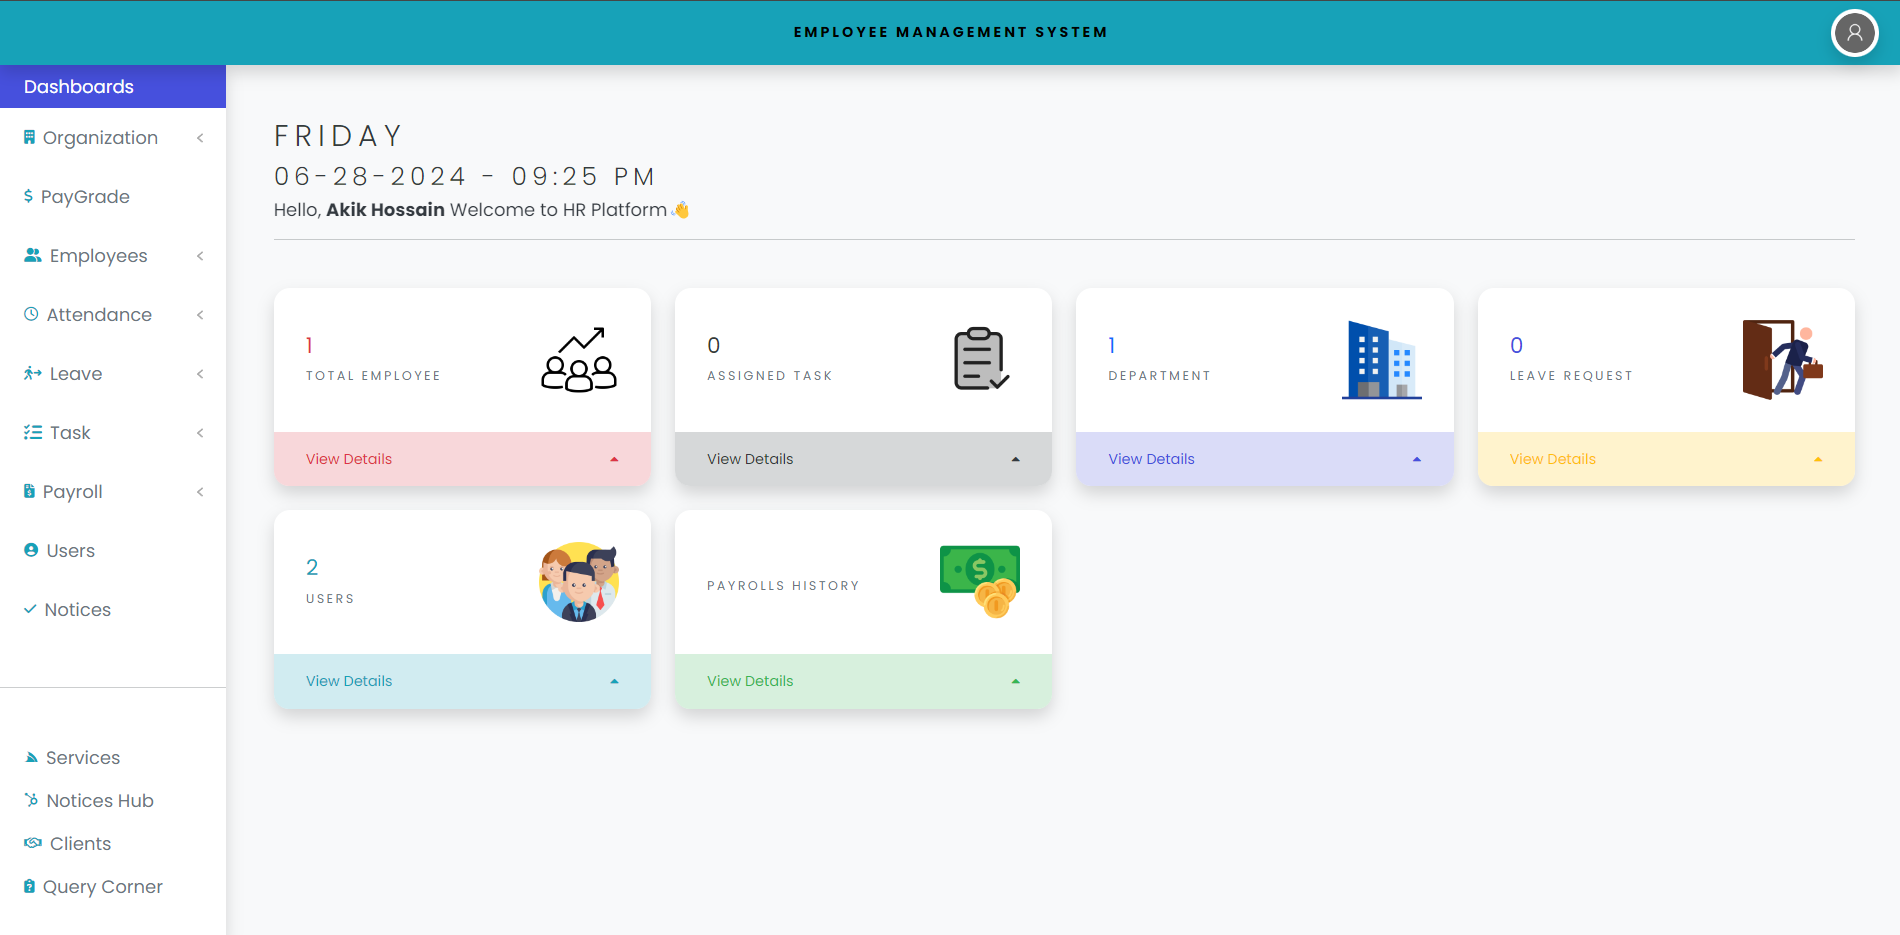 EMPLOYEE MANAGEMENT SYSTEM
Dashboards
Organization
PayGrade
Employees
Attendance
Leave
Task
Payroll
Users
Notices
Services
Notices Hub
Clients
Query Corner
FRIDAY
06-28-2024 - 09:25 PM
Hello, Akik Hossain Welcome to HR Platform 👋
1
TOTAL EMPLOYEE
View Details
0
ASSIGNED TASK
View Details
1
DEPARTMENT
View Details
0
LEAVE REQUEST
View Details
2
USERS
View Details
PAYROLLS HISTORY
View Details